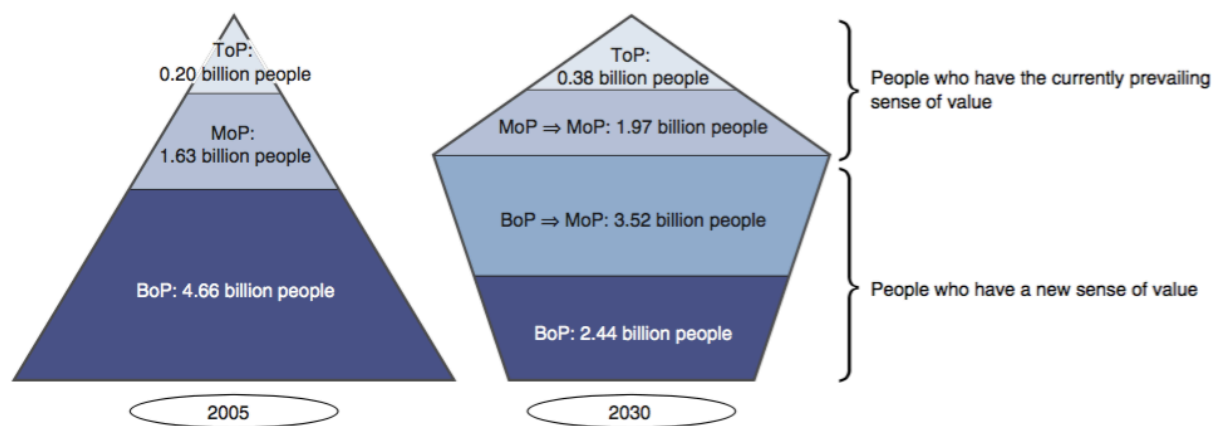 ToP:
0.20 billion people
MoP:
1.63 billion people
BoP: 4.66 billion people
2005
ToP:
0.38 billion people
MoP ⇒ MoP: 1.97 billion people
BoP ⇒ MoP: 3.52 billion people
BoP: 2.44 billion people
2030
People who have the currently prevailing
sense of value
People who have a new sense of value